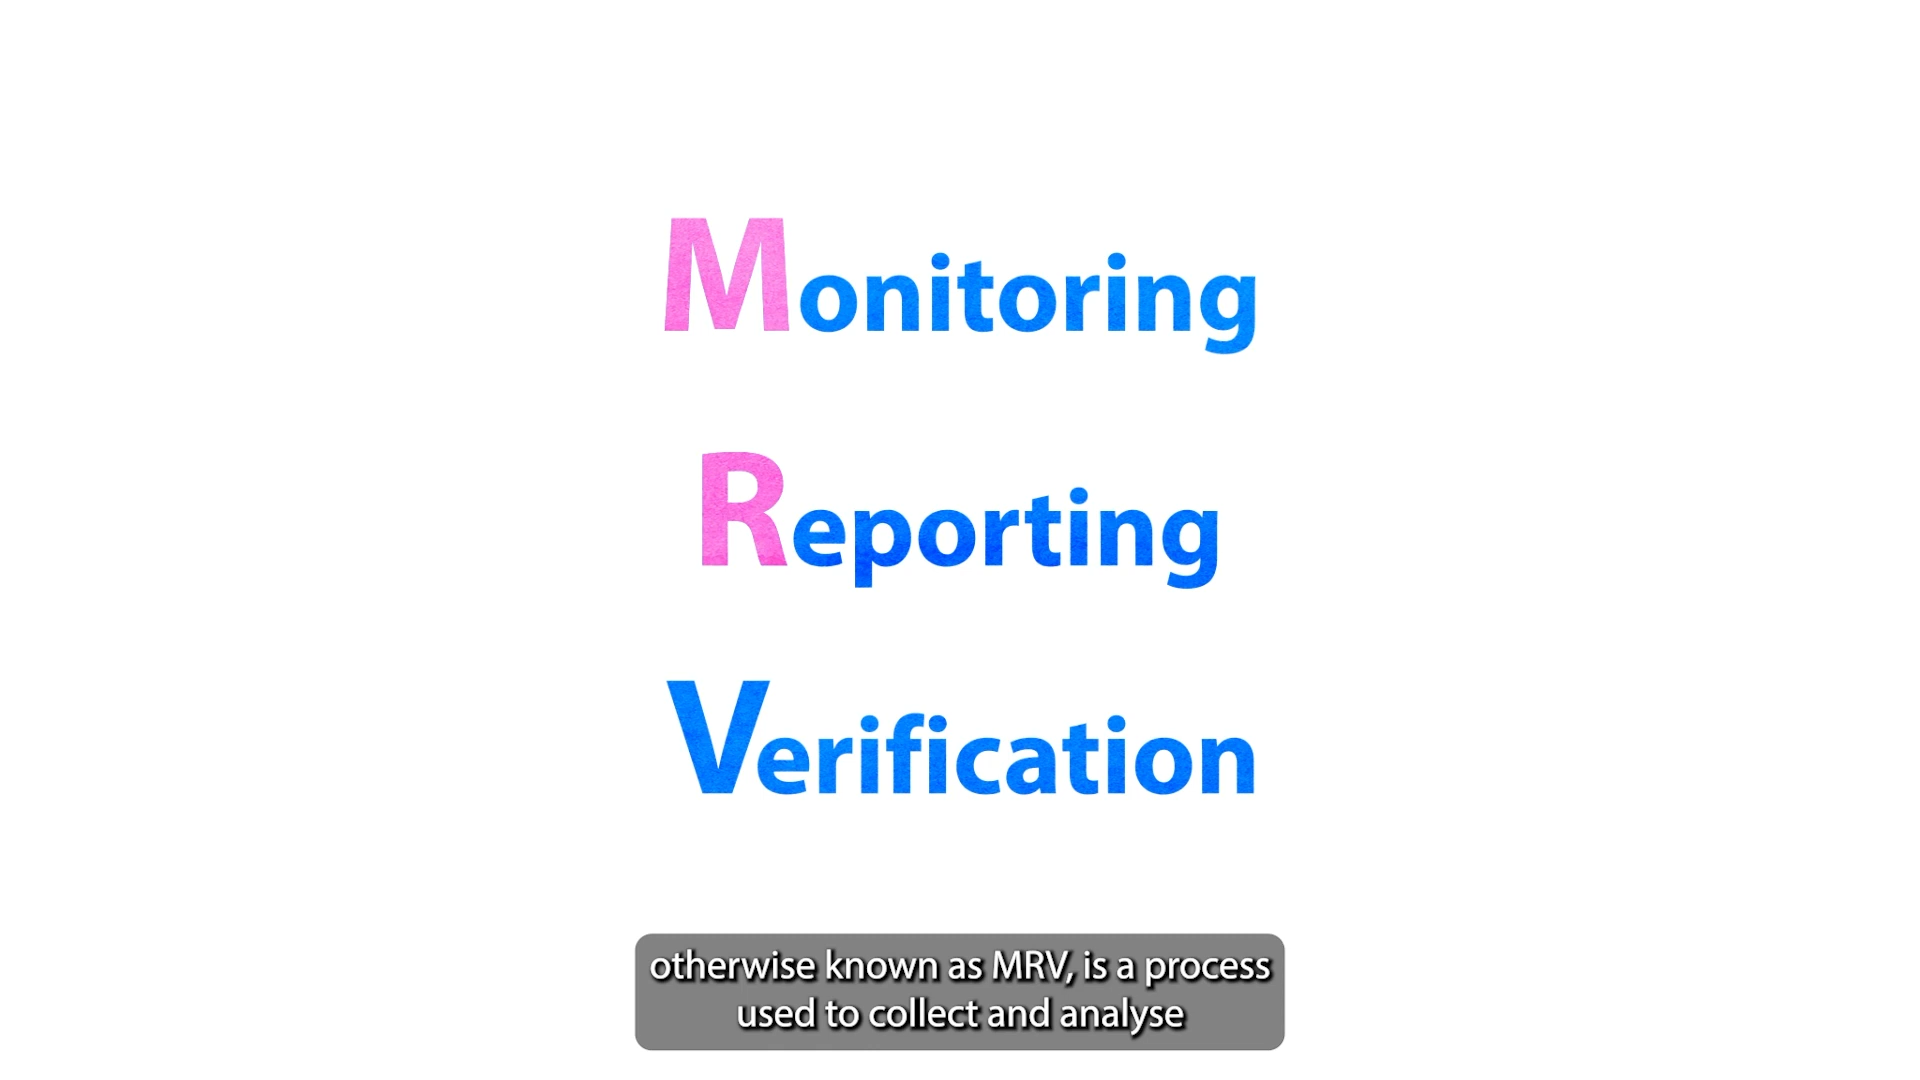 Monitoring
Reporting
Verification
otherwise known as MRV, is a process
used to collect and analyse